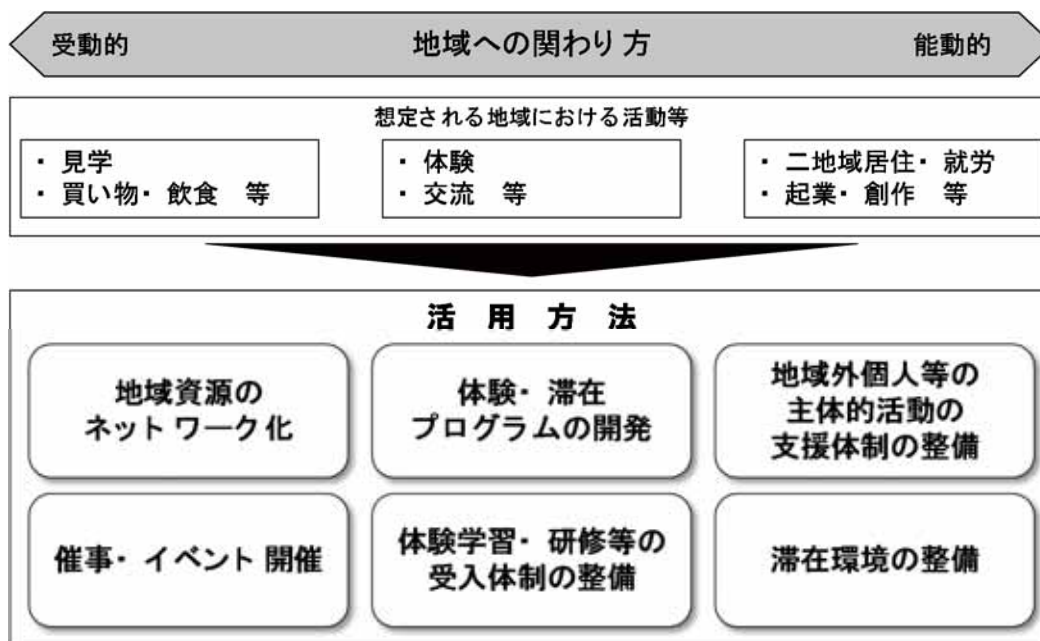 受動的 地域への関わり方 能動的
想定される地域における活動等
・ 見学
・ 買い物・ 飲食 等
・ 体験
・ 交流 等
・ 二地域居住・ 就労
・ 起業・ 創作 等
活用方法
地域資源の
ネットワーク化
体験・ 滞在
プログラムの開発
地域外個人等の
主体的活動の
支援体制の整備
催事・ イベント開催
体験学習・ 研修等の
受入体制の整備
滞在環境の整備